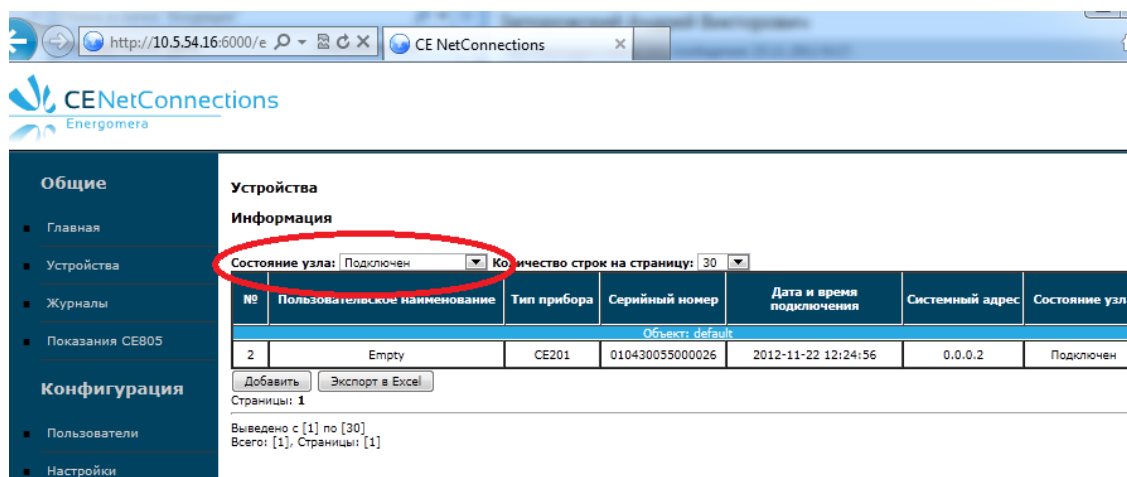 http://10.5.54.16:6000/e
CE NetConnections
CENetConnections
Energomera
Общие
Главная
Устройства
Журналы
Показания CE805
Конфигурация
Пользователи
Настройки
Устройства
Информация
Состояние узла: Подключен Количество строк на страницу: 30
№ Пользовательское наименование Тип прибора Серийный номер Дата и время подключения Системный адрес Состояние узл
Объект: default
2 Empty CE201 010430055000026 2012-11-22 12:24:56 0.0.0.2 Подключен
Добавить Экспорт в Excel
Страницы: 1
Выведено с [1] по [30]
Всего: [1], Страницы: [1]